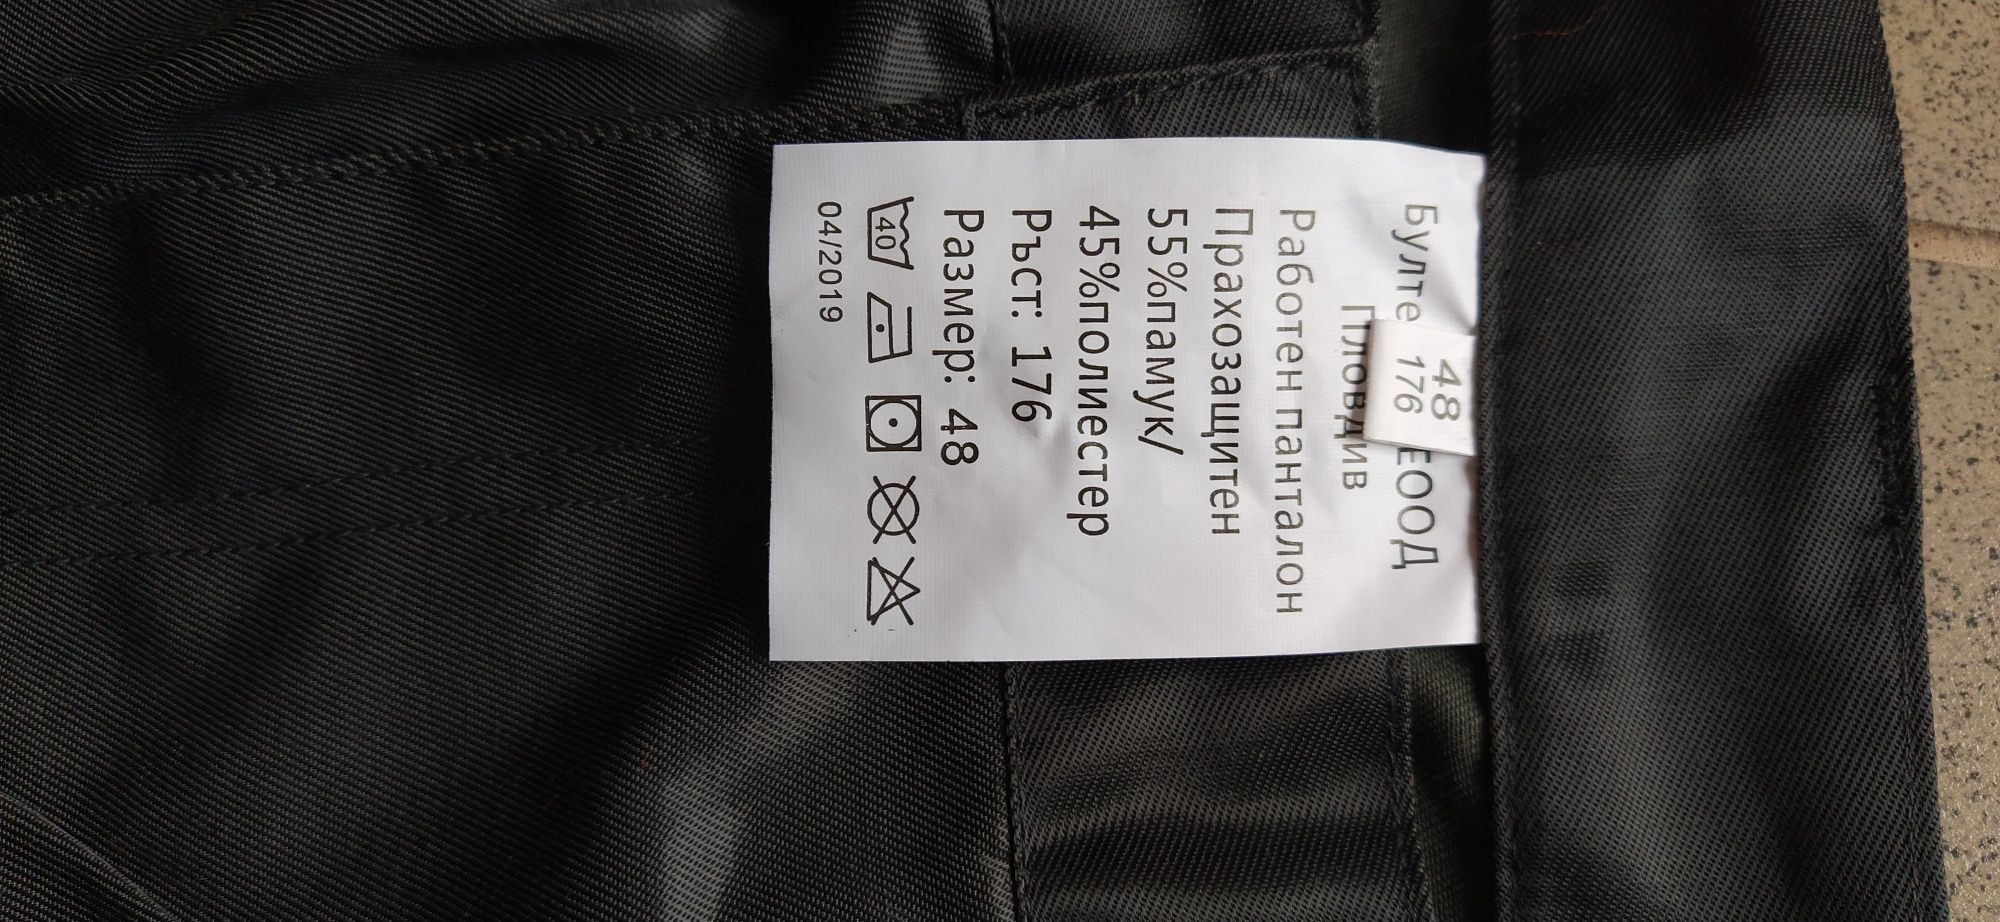 48
176
ЕООД
Пловдив
Работен панталон
Прахозащитен
55%памук/
45%полиестер
Ръст: 176
Размер: 48
40
04/2019